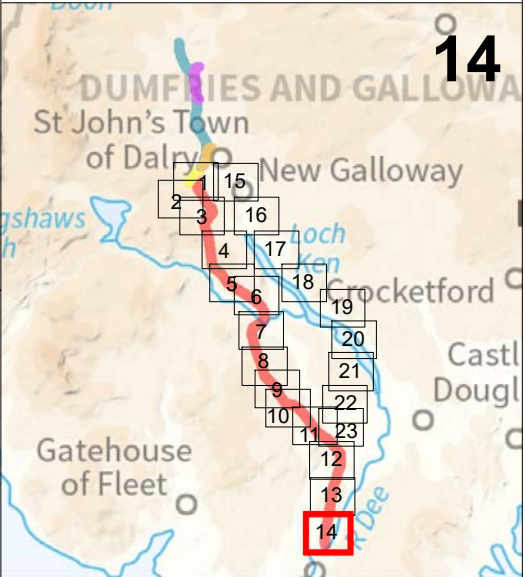 Doon
14
DUMFRIES AND GALLOWA
St John's Town
of Dalry
New Galloway
1
15
2
3
16
gshaws
h
Loch
Ken
4
17
5
18
6
Crocketford
19
7
20
8
21
Castl
Dougl
9
22
10
11
23
Gatehouse
of Fleet
12
13
R Dee
14